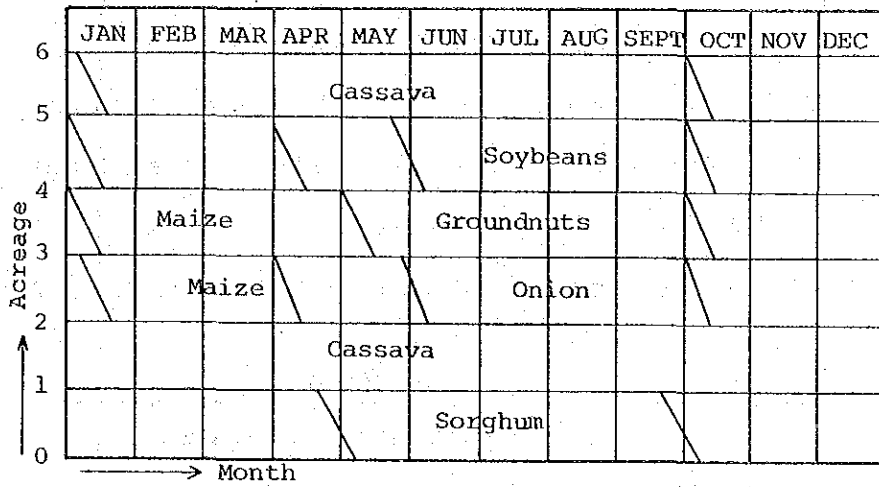 JAN FEB MAR APR MAY JUN JUL AUG SEPT OCT NOV DEC
6
Cassava
5
Soybeans
4
Maize Groundnuts
3
Maize Onion
2
Cassava
1
Sorghum
0
Acreage
Month